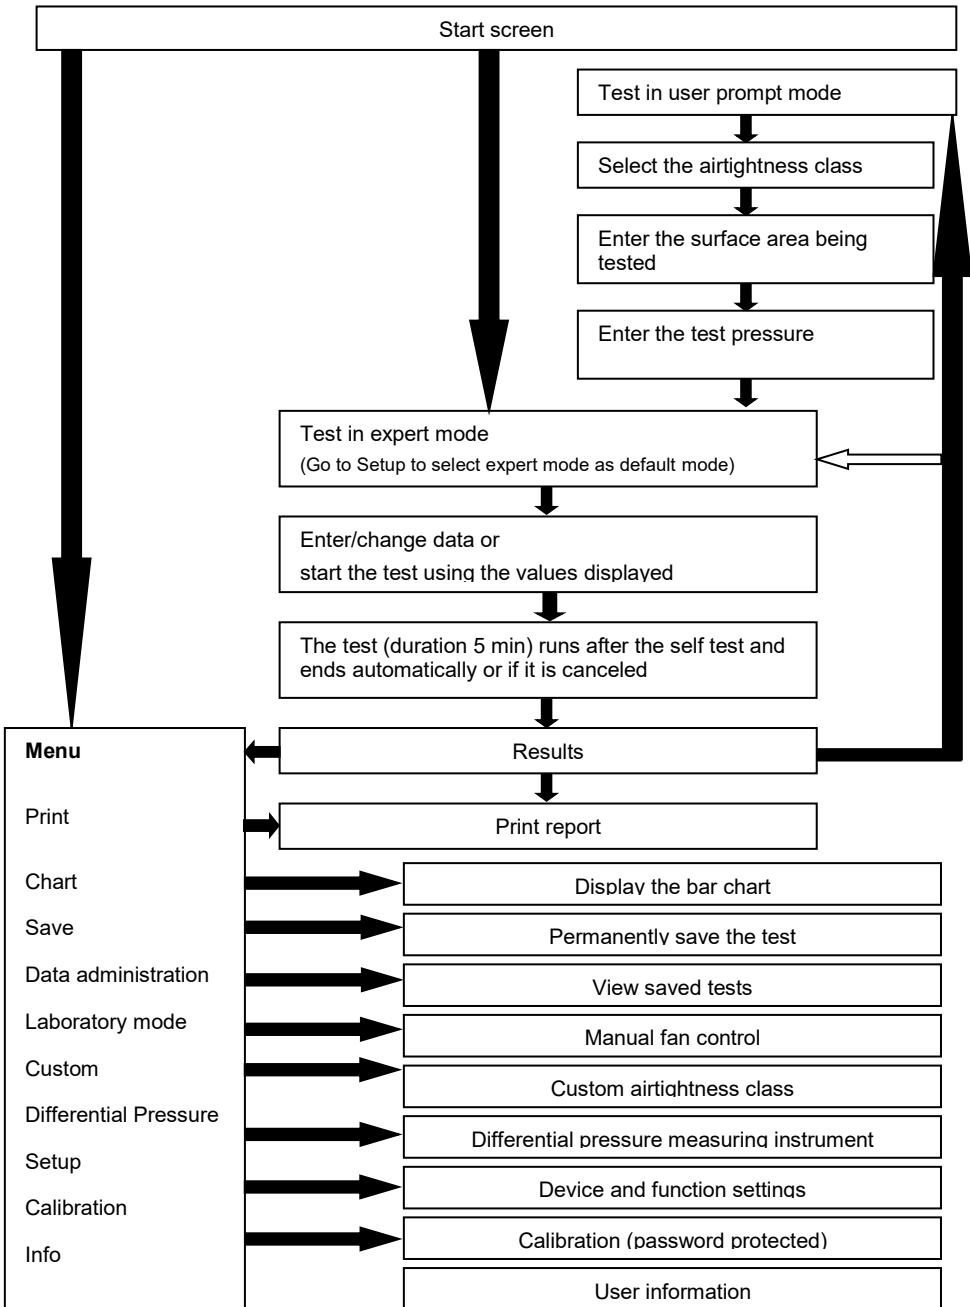 Start screen
Test in user prompt mode
Select the airtightness class
Enter the surface area being
tested
Enter the test pressure
Test in expert mode
(Go to Setup to select expert mode as default mode)
Enter/change data or
start the test using the values displayed
The test (duration 5 min) runs after the self test and
ends automatically or if it is canceled
Results
Print report
Menu
Print
Chart
Save
Data administration
Laboratory mode
Custom
Differential Pressure
Setup
Calibration
Info
Display the bar chart
Permanently save the test
View saved tests
Manual fan control
Custom airtightness class
Differential pressure measuring instrument
Device and function settings
Calibration (password protected)
User information